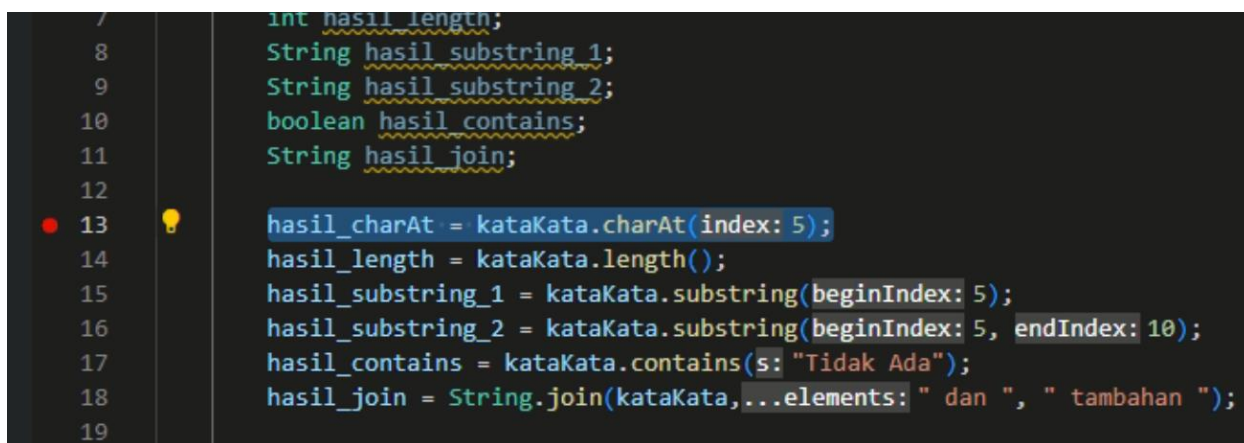 7 int hasil_length;
8 String hasil_substring_1;
9 String hasil_substring_2;
10 boolean hasil_contains;
11 String hasil_join;
12
13 hasil_charAt = kataKata.charAt(index: 5);
14 hasil_length = kataKata.length();
15 hasil_substring_1 = kataKata.substring(beginIndex: 5);
16 hasil_substring_2 = kataKata.substring(beginIndex: 5, endIndex: 10);
17 hasil_contains = kataKata.contains(s: "Tidak Ada");
18 hasil_join = String.join(kataKata,...elements: " dan ", " tambahan ");
19